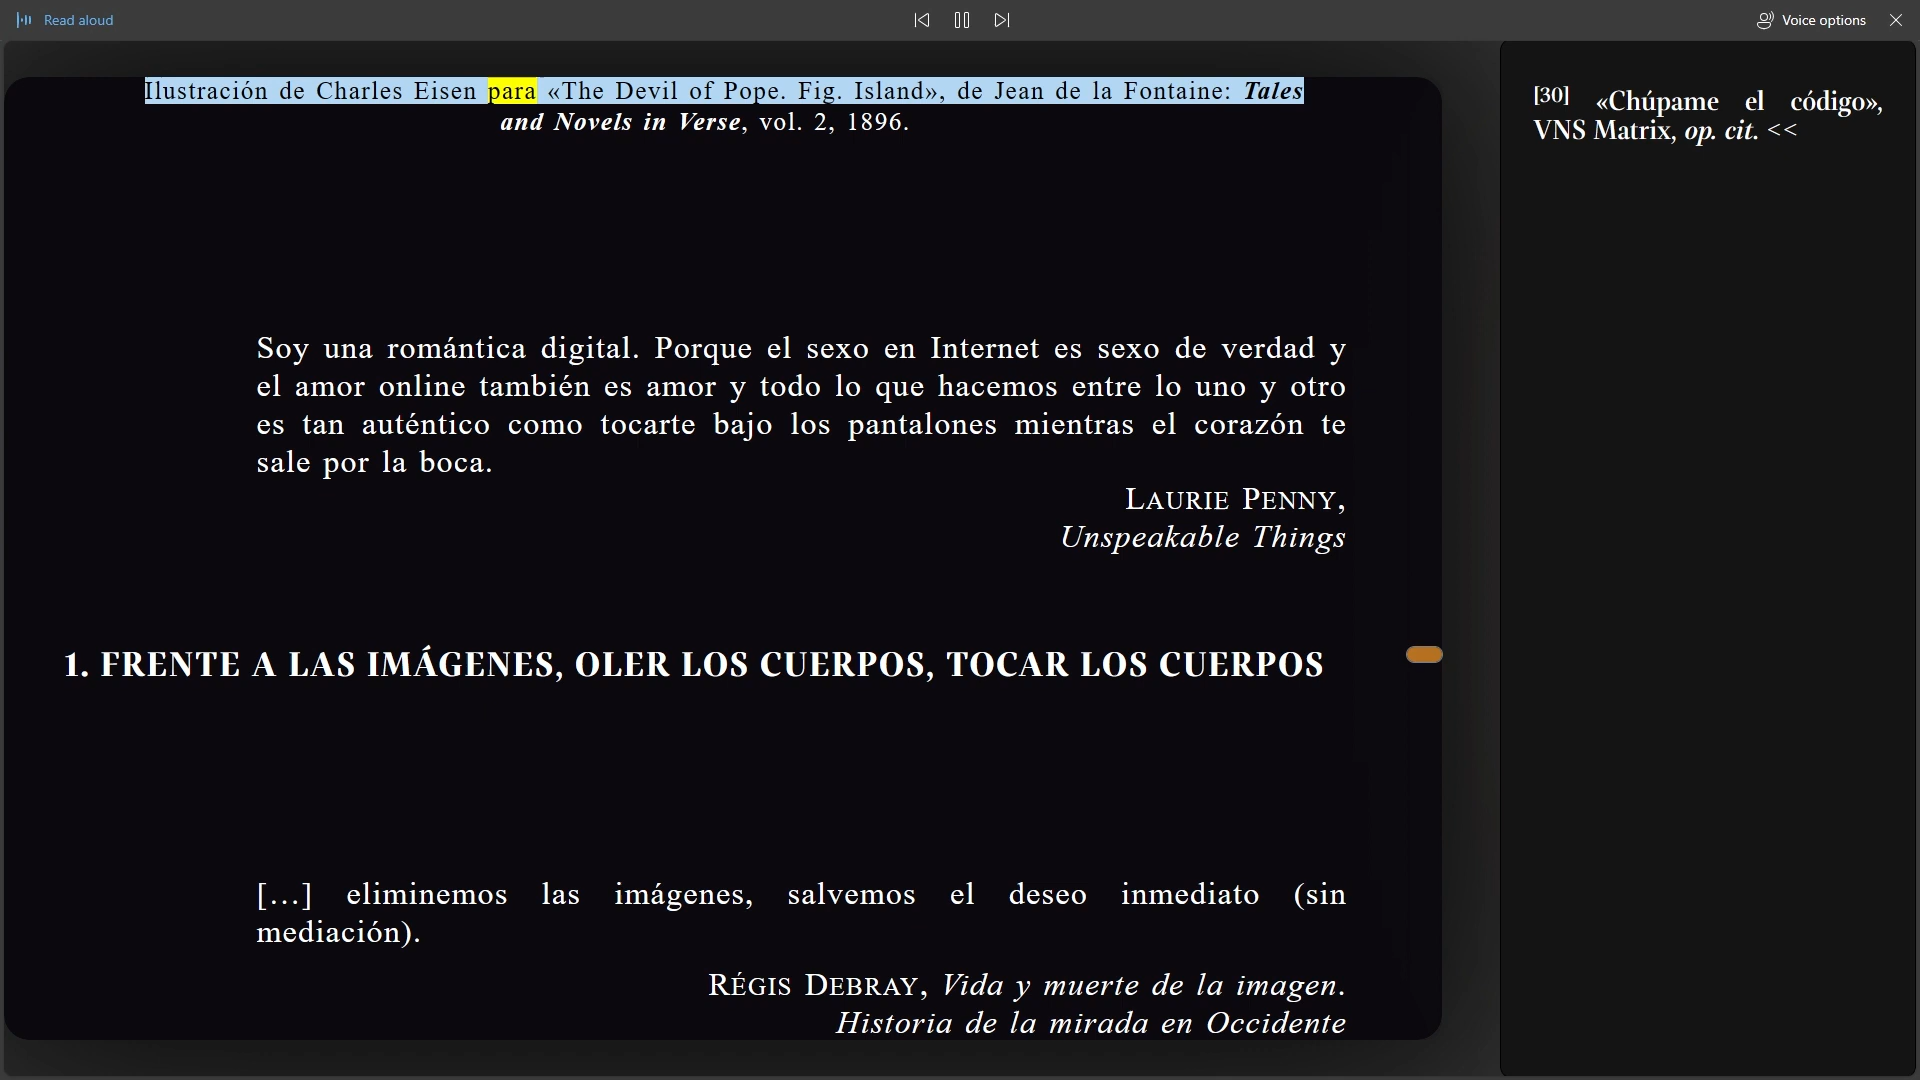 Read aloud
Voice options
Ilustración de Charles Eisen para «The Devil of Pope. Fig. Island», de Jean de la Fontaine: Tales
and Novels in Verse, vol. 2, 1896.
Soy una romántica digital. Porque el sexo en Internet es sexo de verdad y
el amor online también es amor y todo lo que hacemos entre lo uno y otro
es tan auténtico como tocarte bajo los pantalones mientras el corazón te
sale por la boca.
LAURIE PENNY,
Unspeakable Things
1. FRENTE A LAS IMÁGENES, OLER LOS CUERPOS, TOCAR LOS CUERPOS
[…] eliminemos las imágenes, salvemos el deseo inmediato (sin
mediación).
RÉGIS DEBRAY, Vida y muerte de la imagen.
Historia de la mirada en Occidente
[30] «Chúpame el código»,
VNS Matrix, op. cit. <<